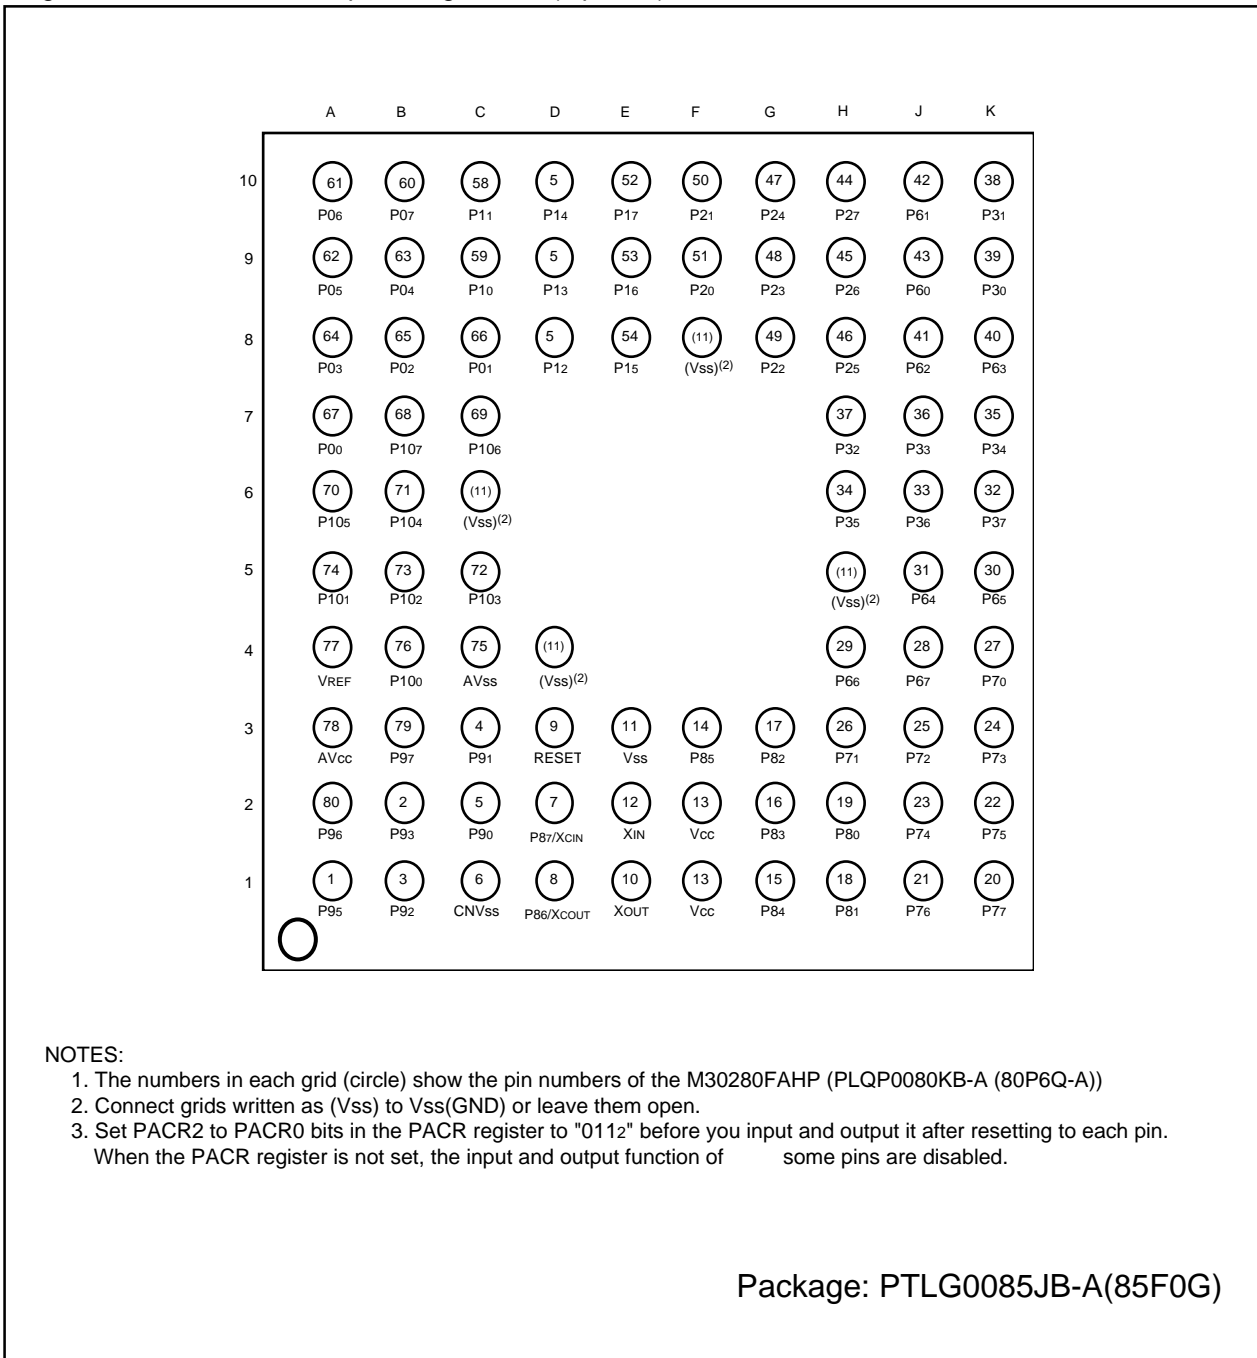 A B C D E F G H J K
10 61 60 58 5 52 50 47 44 42 38
P06 P07 P11 P14 P17 P21 P24 P27 P61 P31
9 62 63 59 5 53 51 48 45 43 39
P05 P04 P10 P13 P16 P20 P23 P26 P60 P30
8 64 65 66 5 54 (11) 49 46 41 40
P03 P02 P01 P12 P15 (Vss)(2) P22 P25 P62 P63
7 67 68 69 37 36 35
P00 P107 P106 P32 P33 P34
6 70 71 (11) 34 33 32
P105 P104 (Vss)(2) P35 P36 P37
5 74 73 72 (11) 31 30
P101 P102 P103 (Vss)(2) P64 P65
4 77 76 75 (11) 29 28 27
VREF P100 AVss (Vss)(2) P66 P67 P70
3 78 79 4 9 11 14 17 26 25 24
AVcc P97 P91 RESET Vss P85 P82 P71 P72 P73
2 80 2 5 7 12 13 16 19 23 22
P96 P93 P90 P87/XCIN XIN Vcc P83 P80 P74 P75
1 1 3 6 8 10 13 15 18 21 20
P95 P92 CNVss P86/XCOUT XOUT Vcc P84 P81 P76 P77
NOTES:
1. The numbers in each grid (circle) show the pin numbers of the M30280FAHP (PLQP0080KB-A (80P6Q-A))
2. Connect grids written as (Vss) to Vss(GND) or leave them open.
3. Set PACR2 to PACR0 bits in the PACR register to "0112" before you input and output it after resetting to each pin.
When the PACR register is not set, the input and output function of some pins are disabled.
Package: PTLG0085JB-A(85F0G)